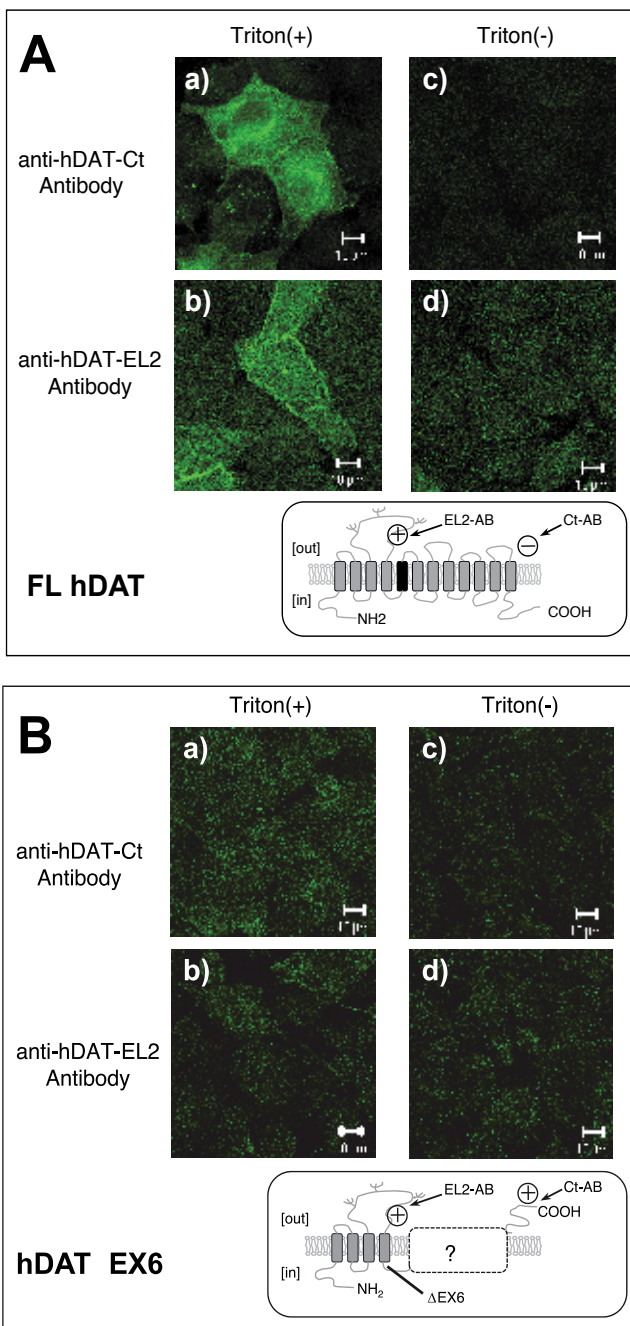 A
Triton(+)
Triton(-)
a)
c)
anti-hDAT-Ct
Antibody
b)
d)
anti-hDAT-EL2
Antibody
EL2-AB
Ct-AB
+
−
[out]
[in]
NH2
COOH
FL hDAT
B
Triton(+)
Triton(-)
a)
c)
anti-hDAT-Ct
Antibody
b)
d)
anti-hDAT-EL2
Antibody
EL2-AB
Ct-AB
+
+
COOH
[out]
?
[in]
NH₂
ΔEX6
hDAT EX6